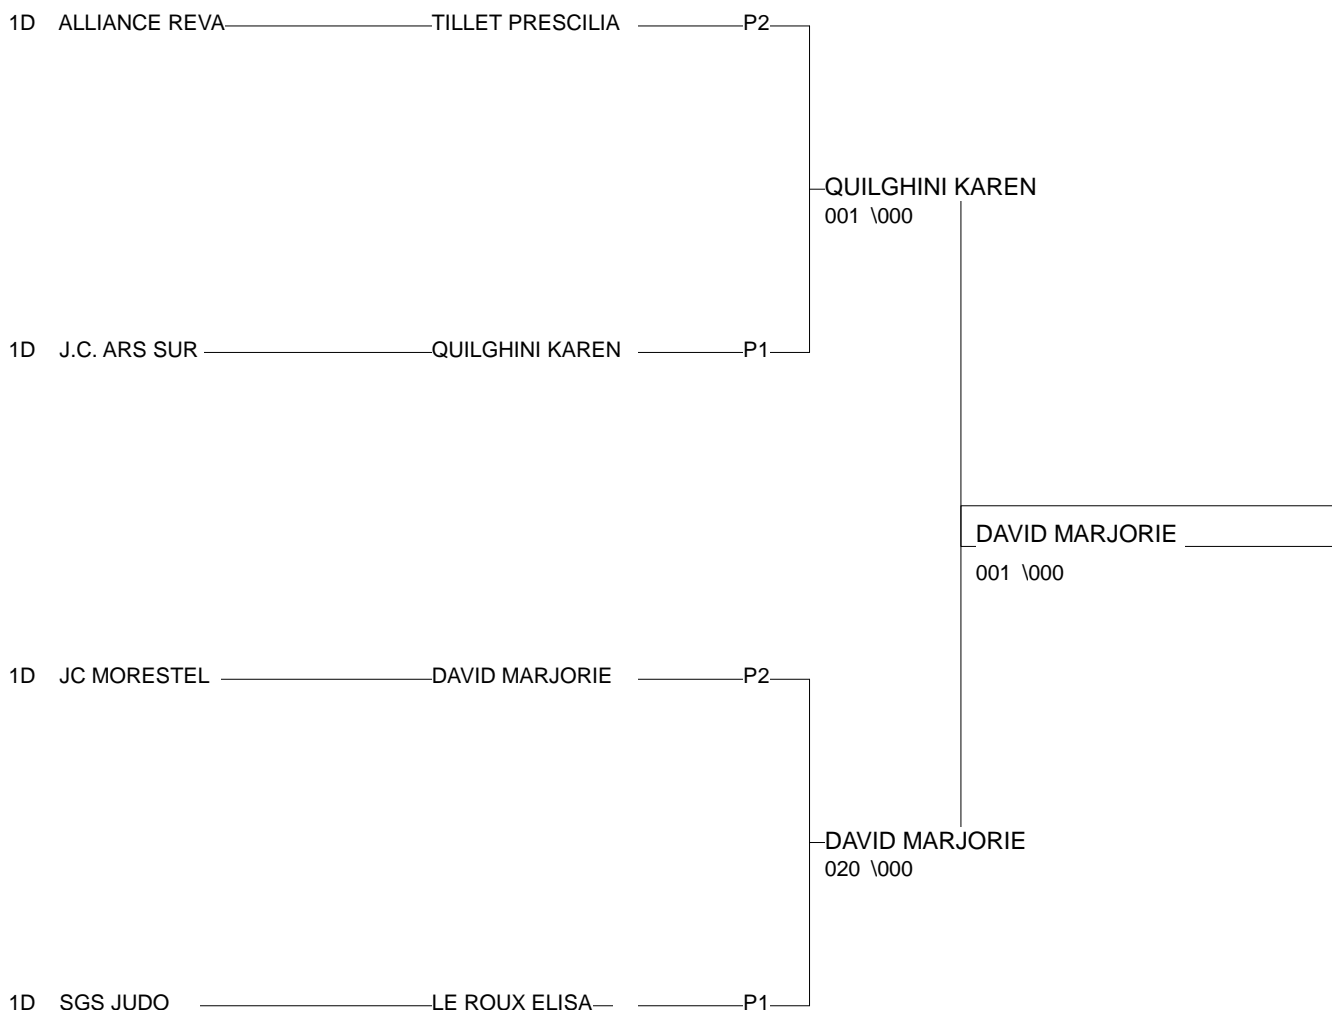 1D ALLIANCE REVA TILLET PRESCILIA P2
QUILGHINI KAREN
001 \000
1D J.C. ARS SUR QUILGHINI KAREN P1
DAVID MARJORIE
001 \000
1D JC MORESTEL DAVID MARJORIE P2
DAVID MARJORIE
020 \000
1D SGS JUDO LE ROUX ELISA P1